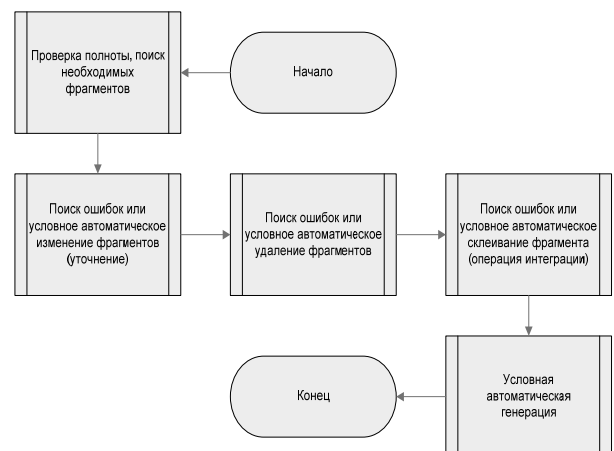 Начало
Проверка полноты, поиск
необходимых
фрагментов
Поиск ошибок или
условное автоматическое
изменение фрагментов
(уточнение)
Поиск ошибок или
условное автоматическое
удаление фрагментов
Поиск ошибок или
условное автоматическое
склеивание фрагмента
(операция интеграции)
Условная
автоматическая
генерация
Конец